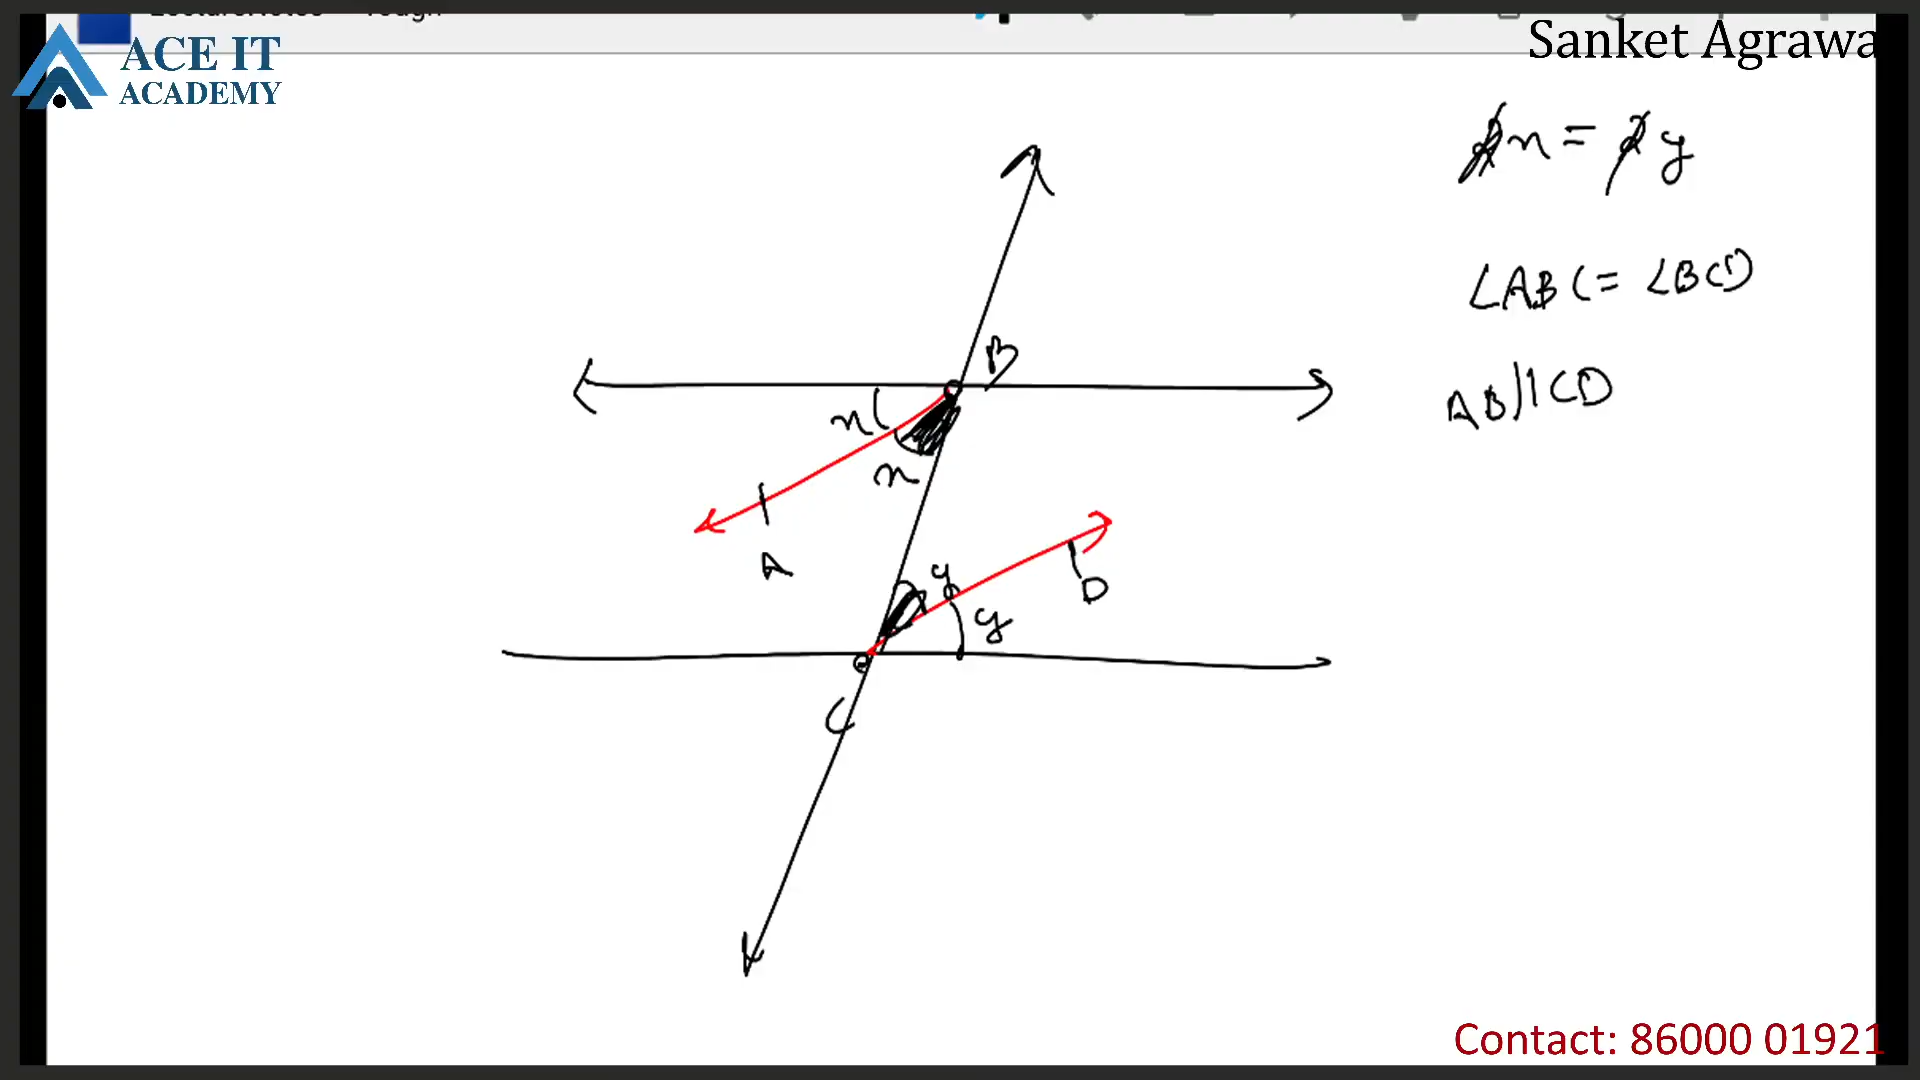 ACE IT
ACADEMY
Sanket Agrawa
2x = 2y
∠ABC = ∠BCD
AB||CD
B
x
x
A
y
D
y
C
Contact: 86000 01921